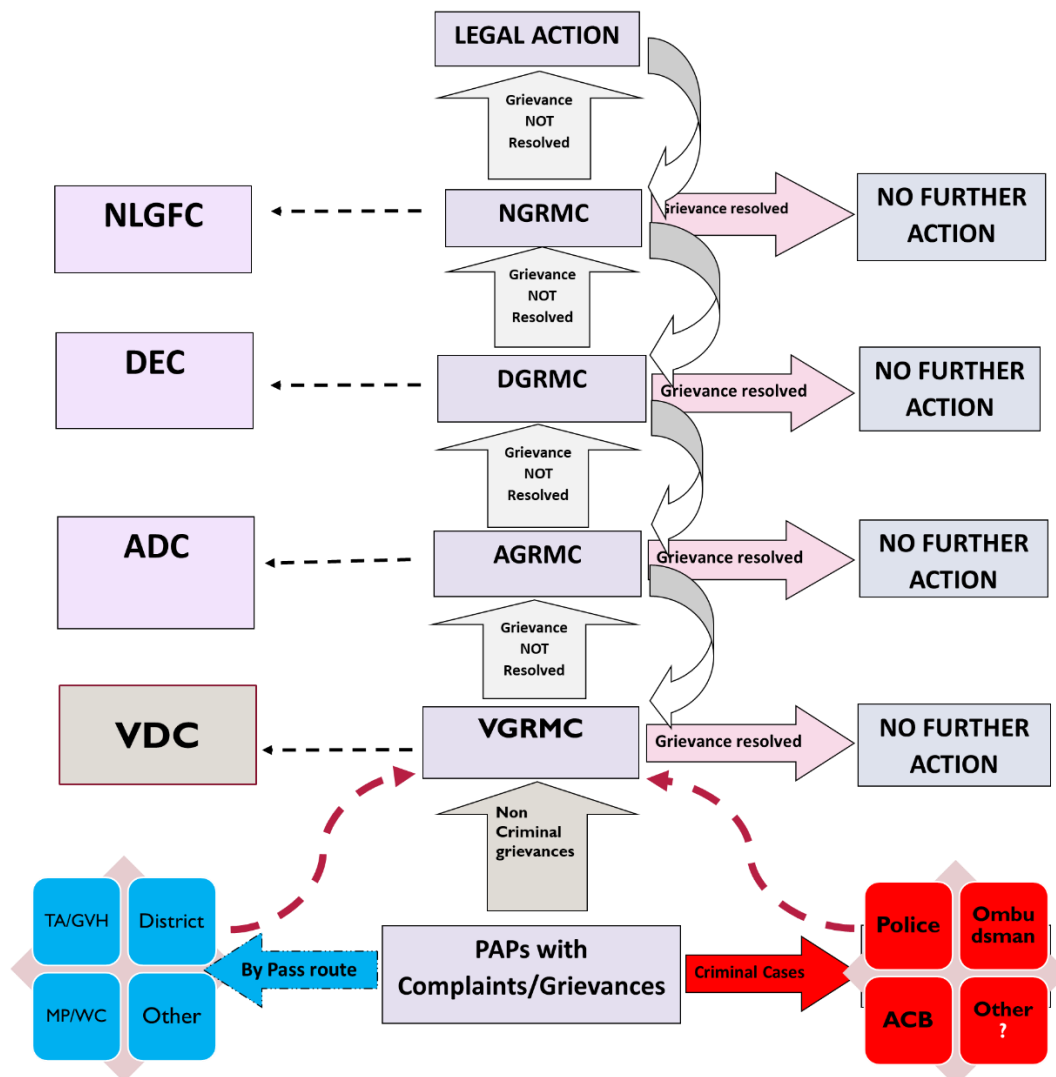 LEGAL ACTION
Grievance
NOT
Resolved
NLGFC
NGRMC
Grievance resolved
NO FURTHER
ACTION
Grievance
NOT
Resolved
DEC
DGRMC
Grievance resolved
NO FURTHER
ACTION
Grievance
NOT
Resolved
ADC
AGRMC
Grievance resolved
NO FURTHER
ACTION
Grievance
NOT
Resolved
VDC
VGRMC
Grievance resolved
NO FURTHER
ACTION
Non
Criminal
grievances
TA/GVH
District
MP/WC
Other
By Pass route
PAPs with
Complaints/Grievances
Criminal Cases
Police
Ombu
dsman
ACB
Other
?